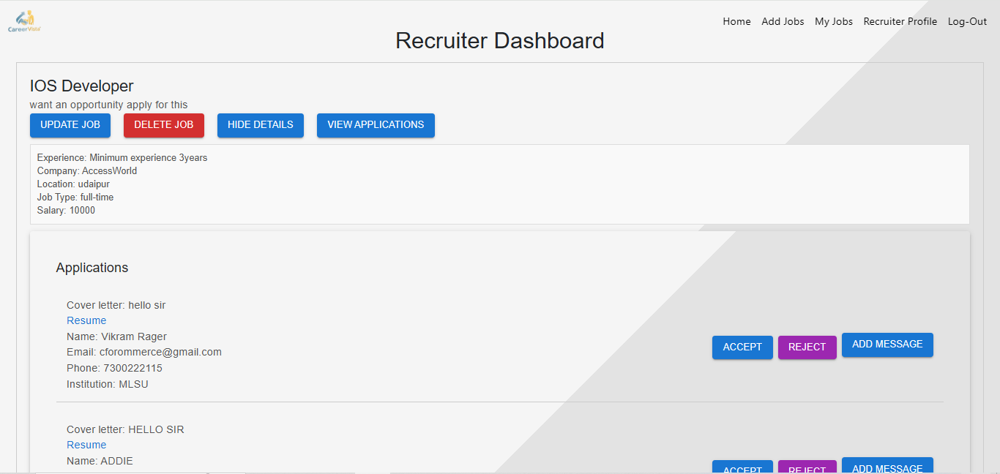 CareerVista
Home Add Jobs My Jobs Recruiter Profile Log-Out
Recruiter Dashboard
IOS Developer
want an opportunity apply for this
UPDATE JOB DELETE JOB HIDE DETAILS VIEW APPLICATIONS
Experience: Minimum experience 3years
Company: AccessWorld
Location: udaipur
Job Type: full-time
Salary: 10000
Applications
Cover letter: hello sir
Resume
Name: Vikram Rager
Email: cforommerce@gmail.com
Phone: 7300222115
Institution: MLSU
ACCEPT REJECT ADD MESSAGE
Cover letter: HELLO SIR
Resume
Name: ADDIE
ACCEPT REJECT ADD MESSAGE